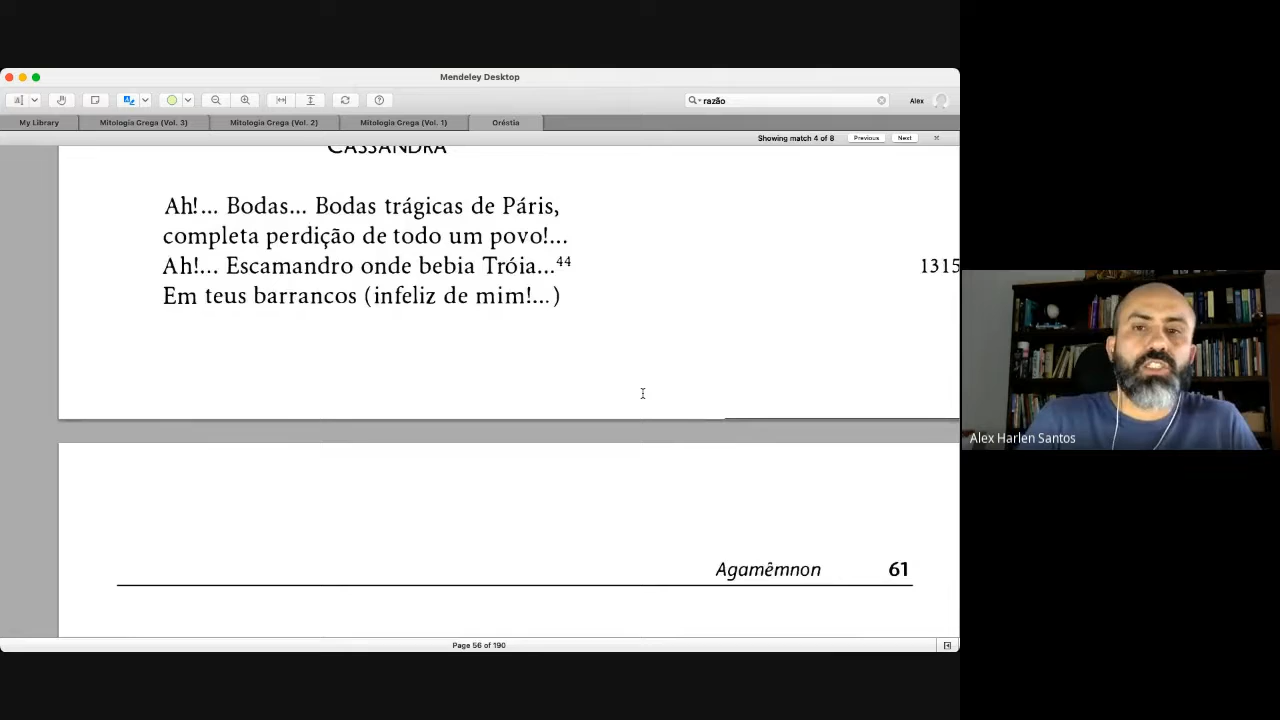 Mendeley Desktop
razão
Alex
My Library
Mitologia Grega (Vol. 3)
Mitologia Grega (Vol. 2)
Mitologia Grega (Vol. 1)
Oréstia
Showing match 4 of 8
Previous
Next
CASSANDRA
Ah!... Bodas... Bodas trágicas de Páris,
completa perdição de todo um povo!...
Ah!... Escamandro onde bebia Tróia...44
1315
Em teus barrancos (infeliz de mim!...)
Alex Harlen Santos
Agamêmnon 61
Page 56 of 190